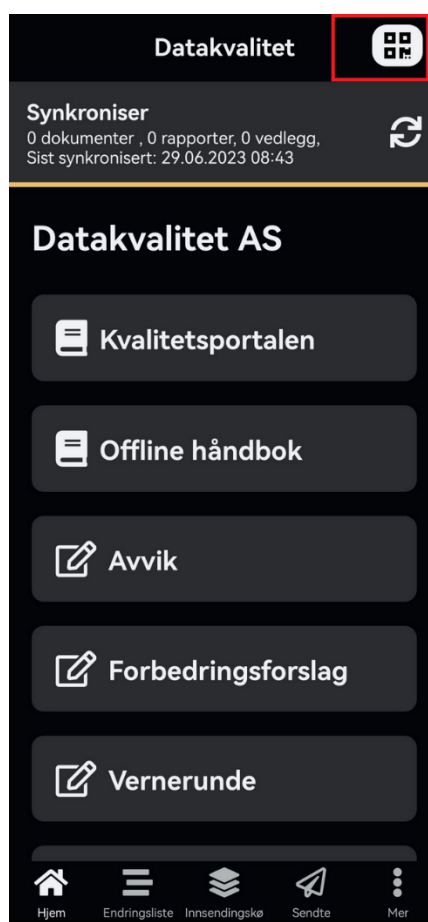 Datakvalitet
Synkroniser
0 dokumenter , 0 rapporter, 0 vedlegg,
Sist synkronisert: 29.06.2023 08:43
Datakvalitet AS
Kvalitetsportalen
Offline håndbok
Avvik
Forbedringsforslag
Vernerunde
Hjem Endringsliste Innsendingskø Sendte Mer